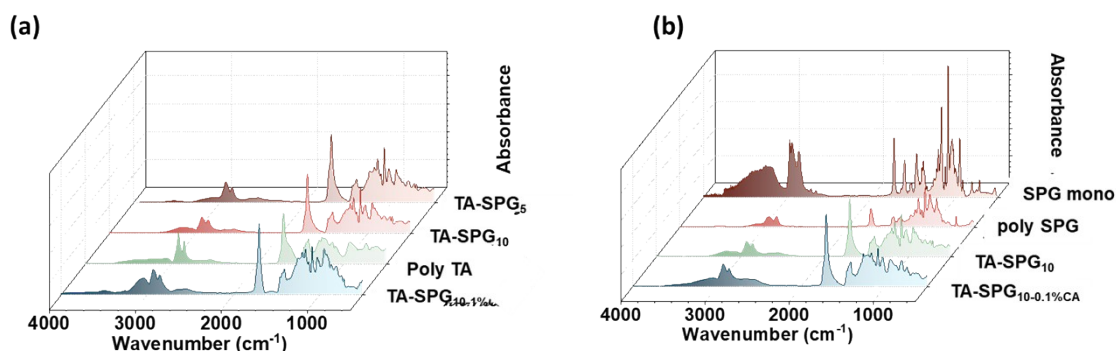 (a)
Absorbance
TA-SPG5
TA-SPG10
Poly TA
4000
3000
2000
1000
Wavenumber (cm-1)
(b)
Absorbance
SPG mono
poly SPG
TA-SPG10
TA-SPG10-0.1%CA
4000
3000
2000
1000
Wavenumber (cm-1)